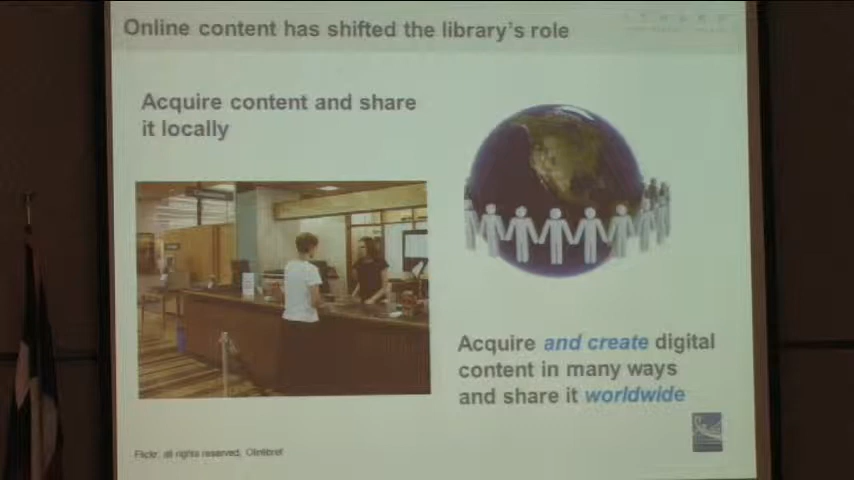 Online content has shifted the library's role
Acquire content and share
it locally
Acquire and create digital
content in many ways
and share it worldwide
Flickr, all rights reserved,